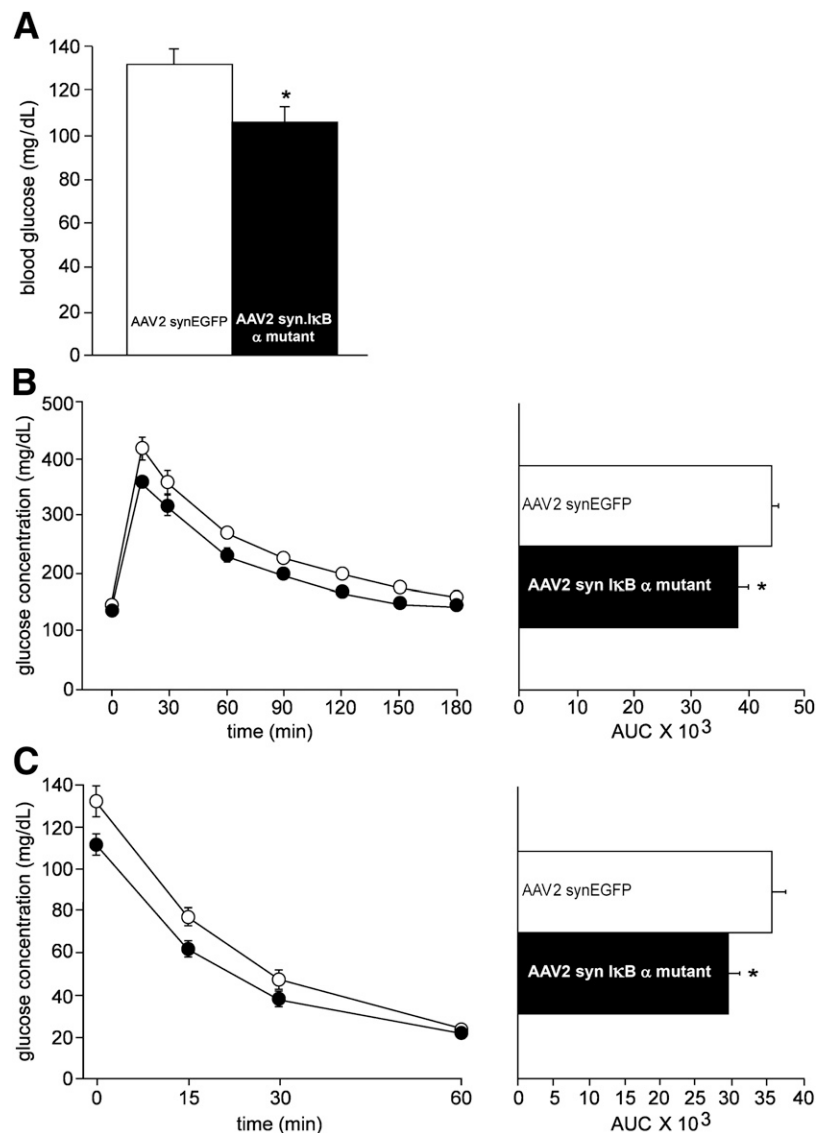 A
140
120
100
80
60
40
20
0
blood glucose (mg/dL)
AAV2 synEGFP
AAV2 syn.IκB
α mutant
*
B
500
400
300
200
100
0
glucose concentration (mg/dL)
0 30 60 90 120 150 180
time (min)
AAV2 synEGFP
AAV2 syn IκB α mutant *
0 10 20 30 40 50
AUC X 10³
C
140
120
100
80
60
40
20
0
glucose concentration (mg/dL)
0 15 30 60
time (min)
AAV2 synEGFP
AAV2 syn IκB α mutant *
0 5 10 15 20 25 30 35 40
AUC X 10³